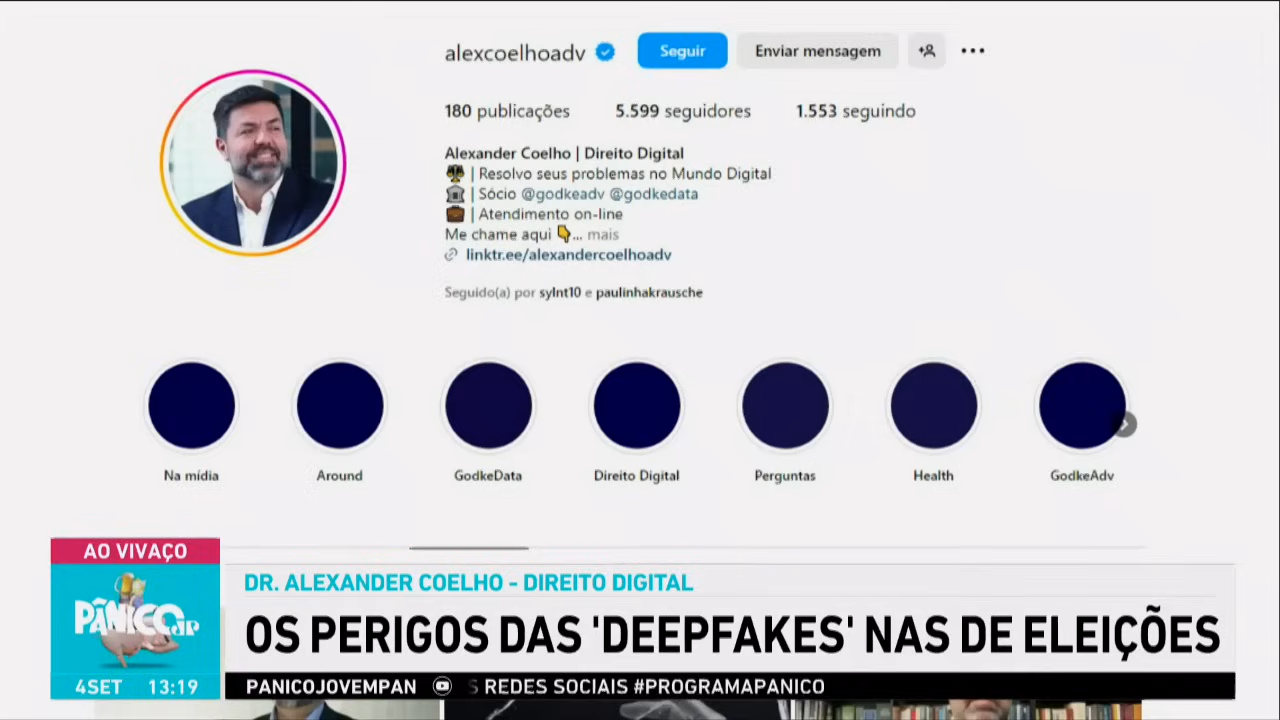 alexcoelhoadv Seguir Enviar mensagem
180 publicações 5.599 seguidores 1.553 seguindo
Alexander Coelho | Direito Digital
| Resolvo seus problemas no Mundo Digital
| Sócio @godkeadv @godkedata
| Atendimento on-line
Me chame aqui 👇... mais
linktr.ee/alexandercoelhoadv
Seguido(a) por sylnt10 e paulinhakrausche
Na mídia Around GodkeData Direito Digital Perguntas Health GodkeAdv
AO VIVAÇO
PÂNICO JP
4SET 13:19
DR. ALEXANDER COELHO - DIREITO DIGITAL
OS PERIGOS DAS 'DEEPFAKES' NAS DE ELEIÇÕES
PANICOJOVEMPAN S REDES SOCIAIS #PROGRAMAPANICO